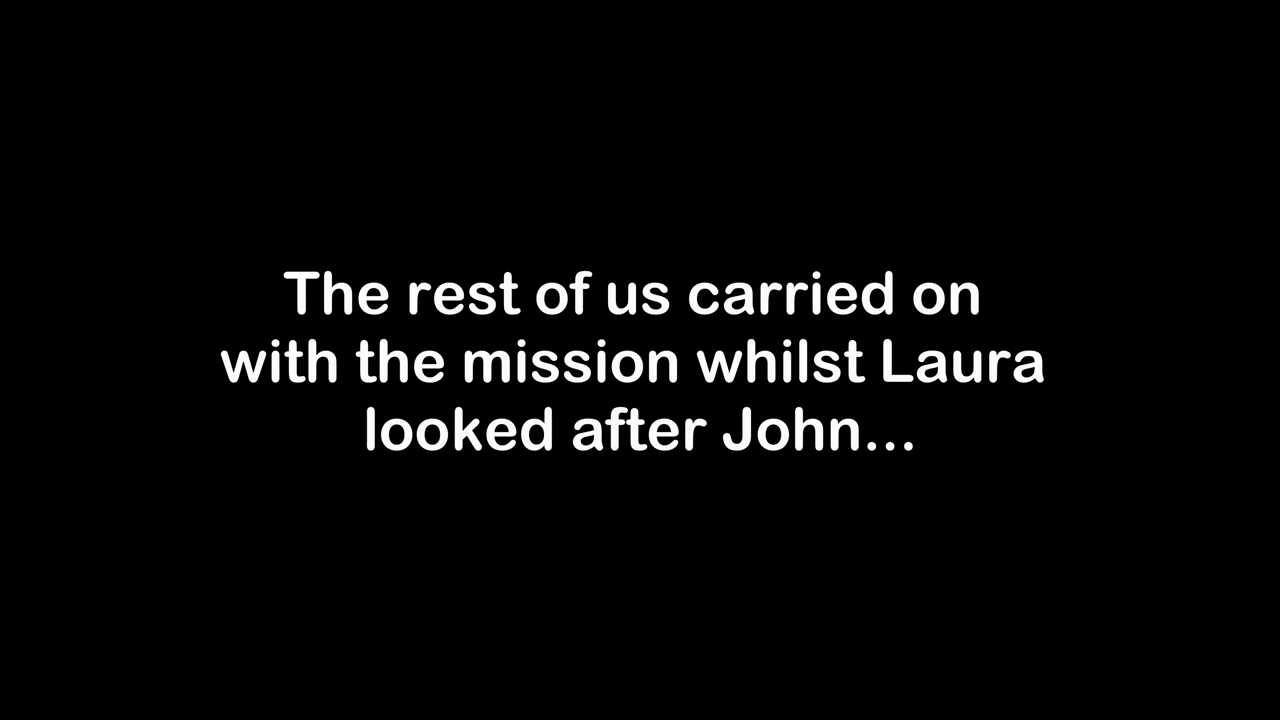 The rest of us carried on
with the mission whilst Laura
looked after John...